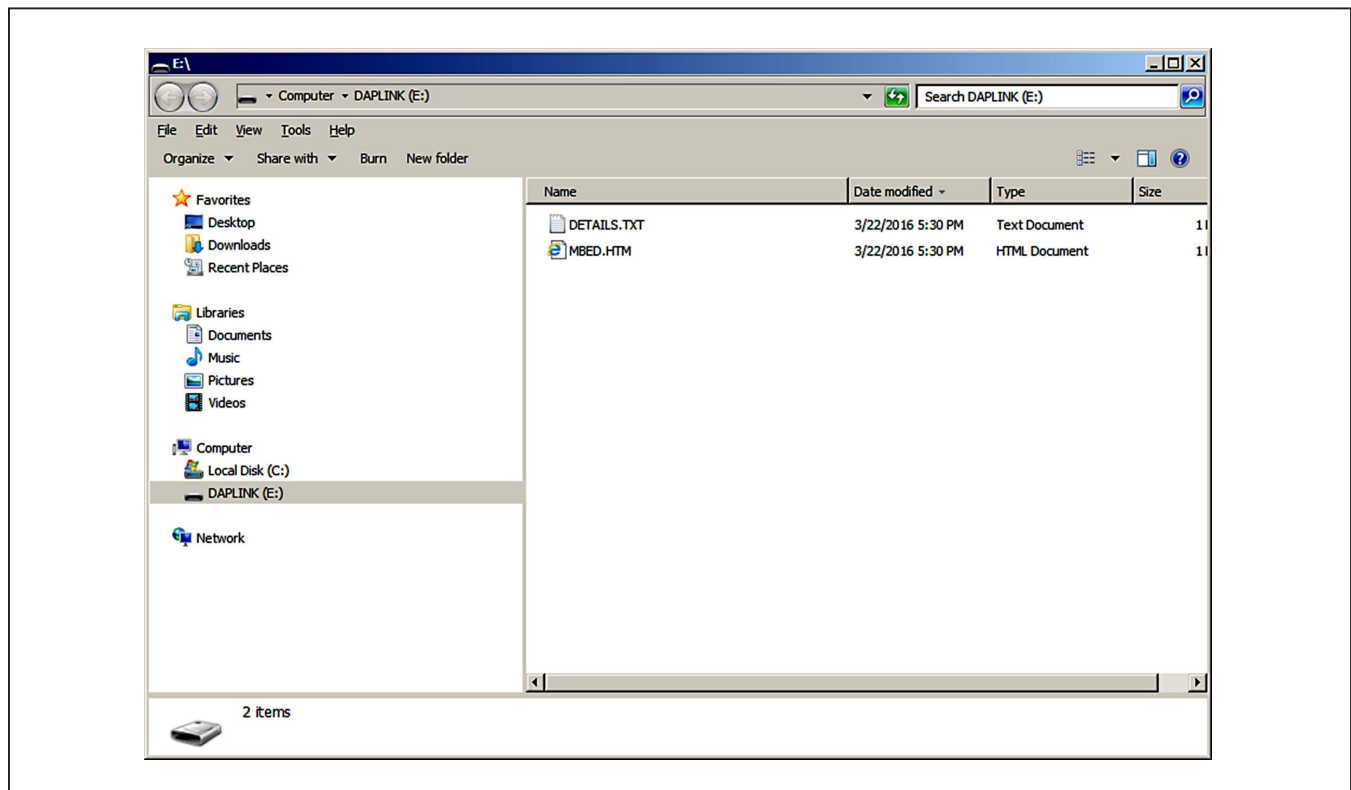 E:\
Computer DAPLINK (E:)
Search DAPLINK (E:)
File Edit View Tools Help
Organize Share with Burn New folder
Favorites
Desktop
Downloads
Recent Places
Libraries
Documents
Music
Pictures
Videos
Computer
Local Disk (C:)
DAPLINK (E:)
Network
Name Date modified Type Size
DETAILS.TXT 3/22/2016 5:30 PM Text Document 1
MBED.HTM 3/22/2016 5:30 PM HTML Document 1
2 items